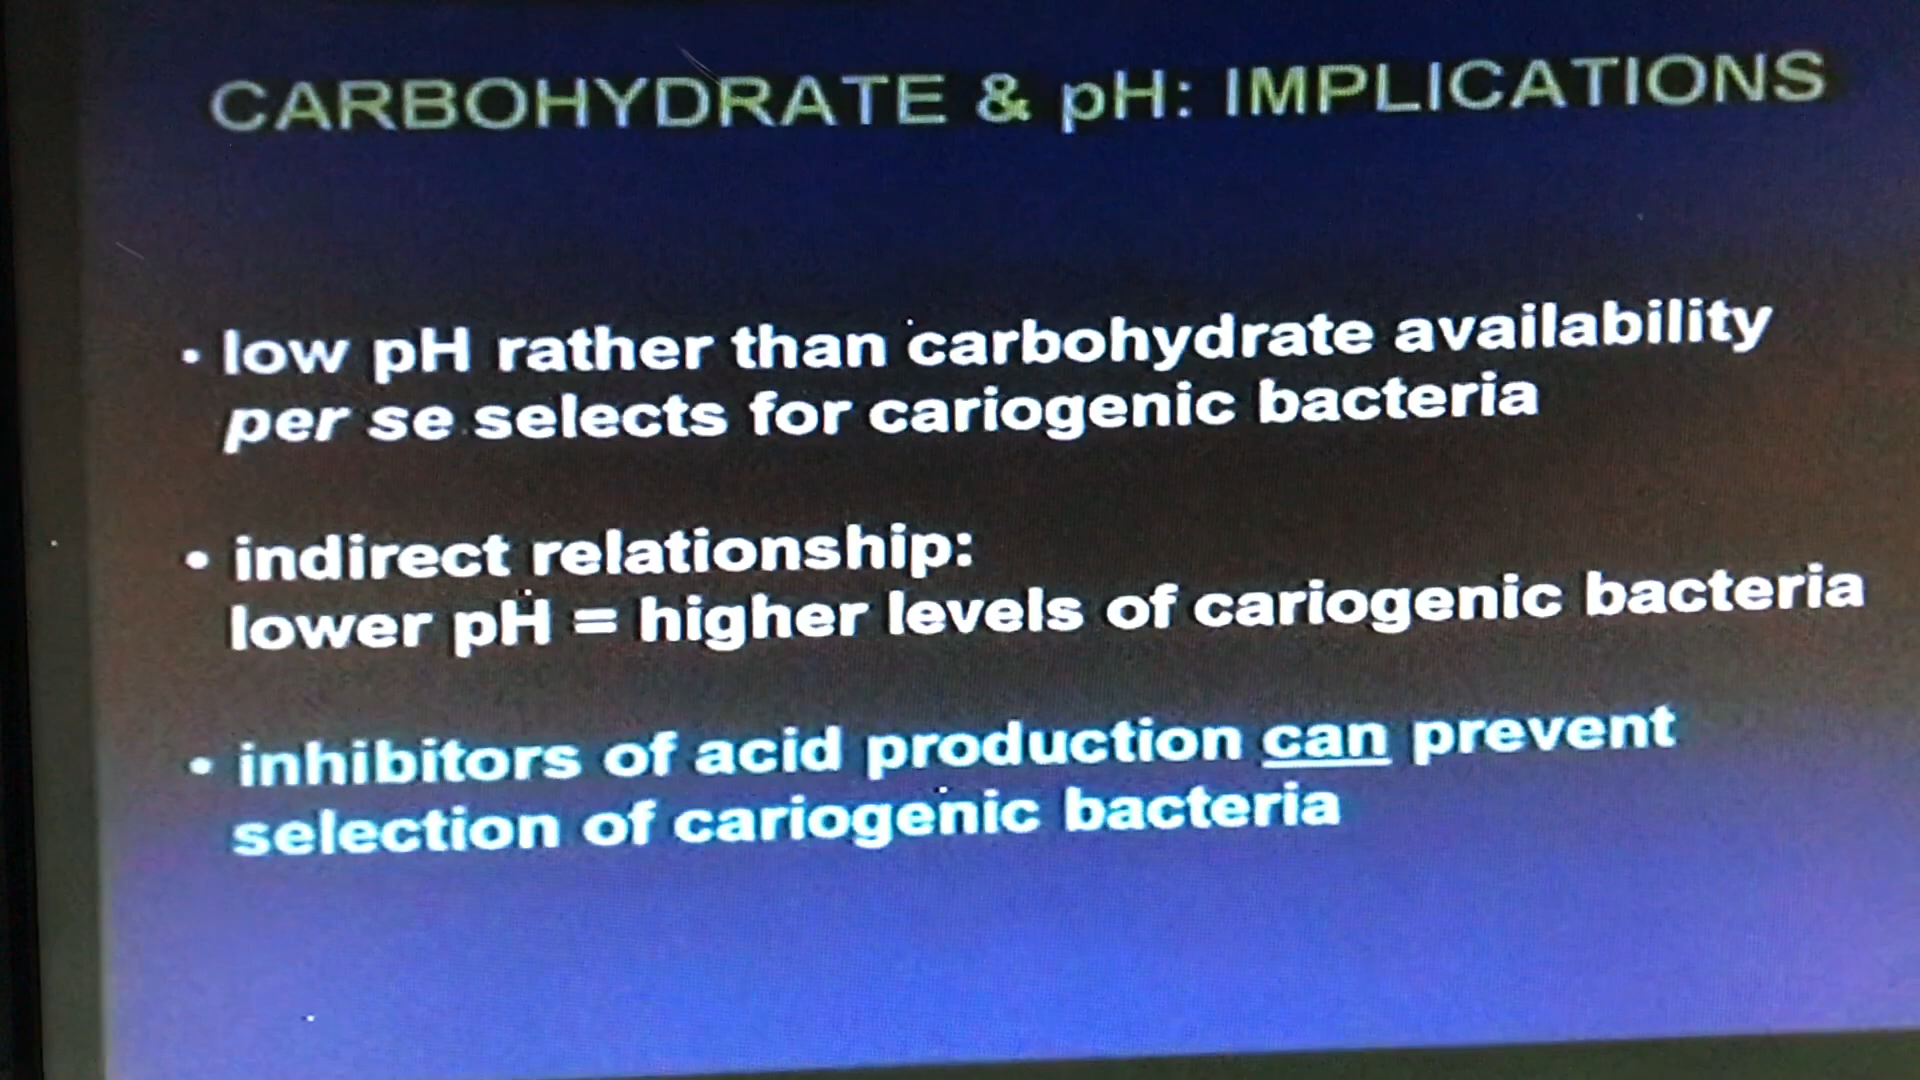 CARBOHYDRATE & pH: IMPLICATIONS
• low pH rather than carbohydrate availability
per se selects for cariogenic bacteria
• indirect relationship:
lower pH = higher levels of cariogenic bacteria
• inhibitors of acid production can prevent
selection of cariogenic bacteria